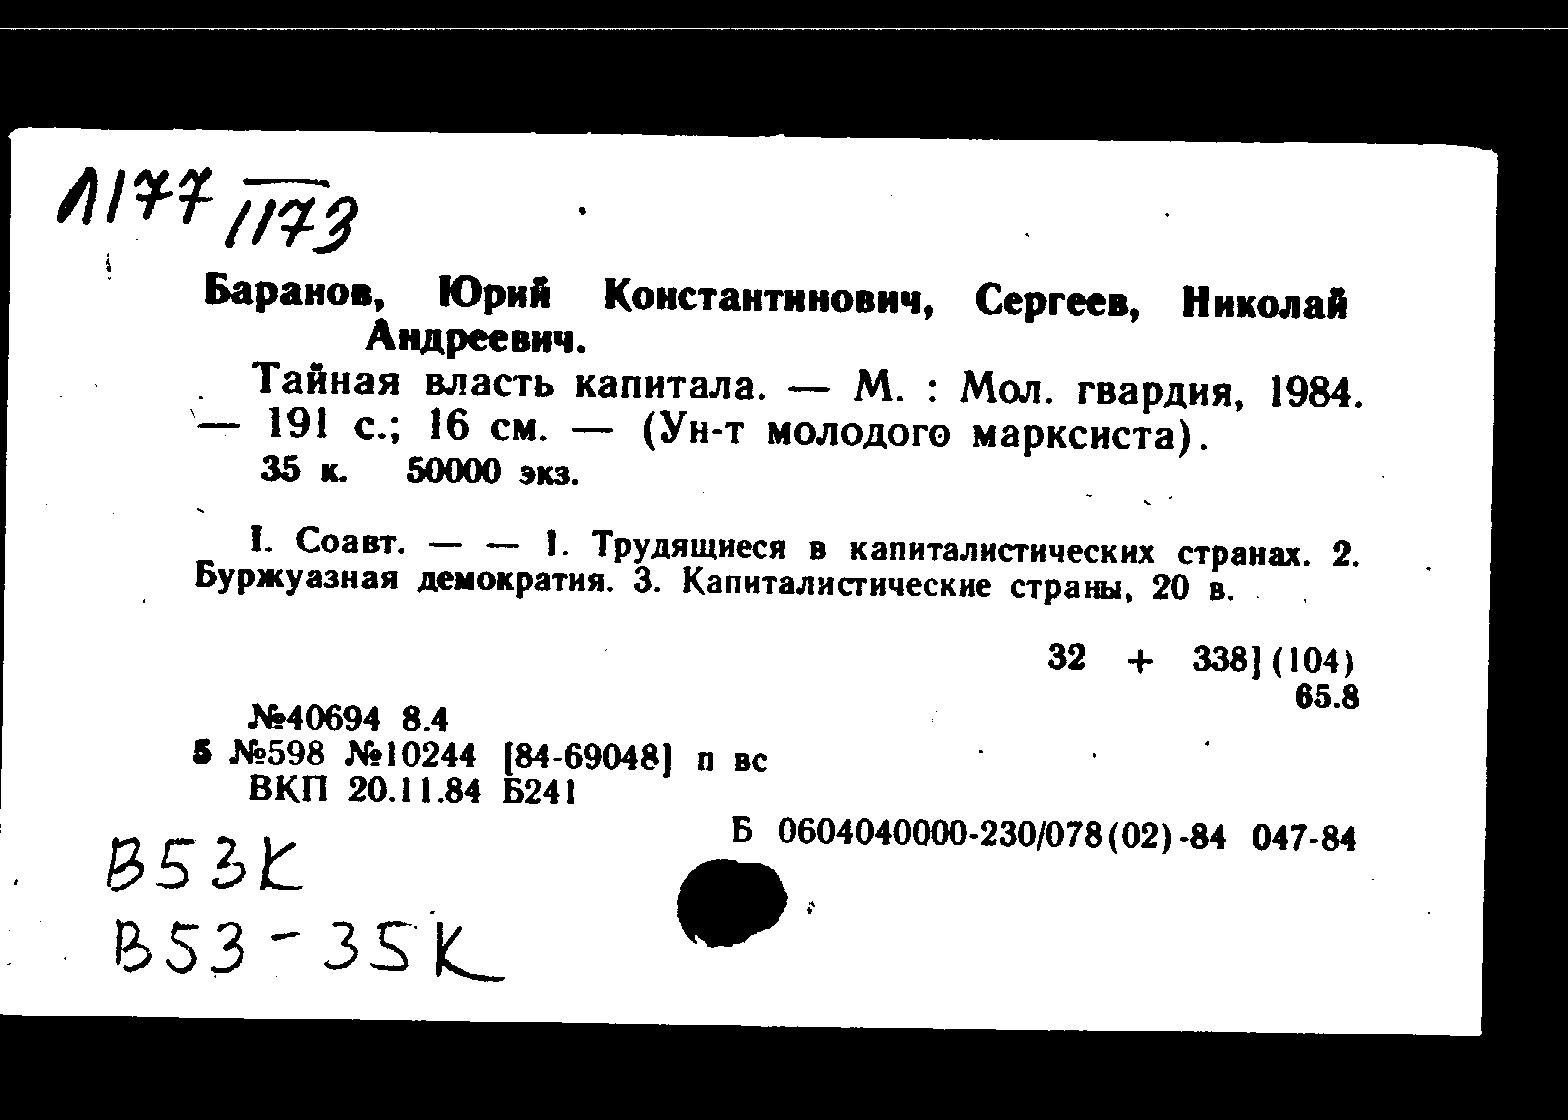 Л177
1173
Баранов, Юрий Константинович, Сергеев, Николай
Андреевич.
Тайная власть капитала. — М. : Мол. гвардия, 1984.
— 191 с.; 16 см. — (Ун-т молодого марксиста).
35 к. 50000 экз.
I. Соавт. — — 1. Трудящиеся в капиталистических странах. 2.
Буржуазная демократия. 3. Капиталистические страны, 20 в.
32 + 338](104)
65.8
№40694 8.4
5 №598 №10244 [84-69048] п вс
ВКП 20.11.84 Б241
Б 0604040000-230/078(02)-84 047-84
В53К
В53-35К